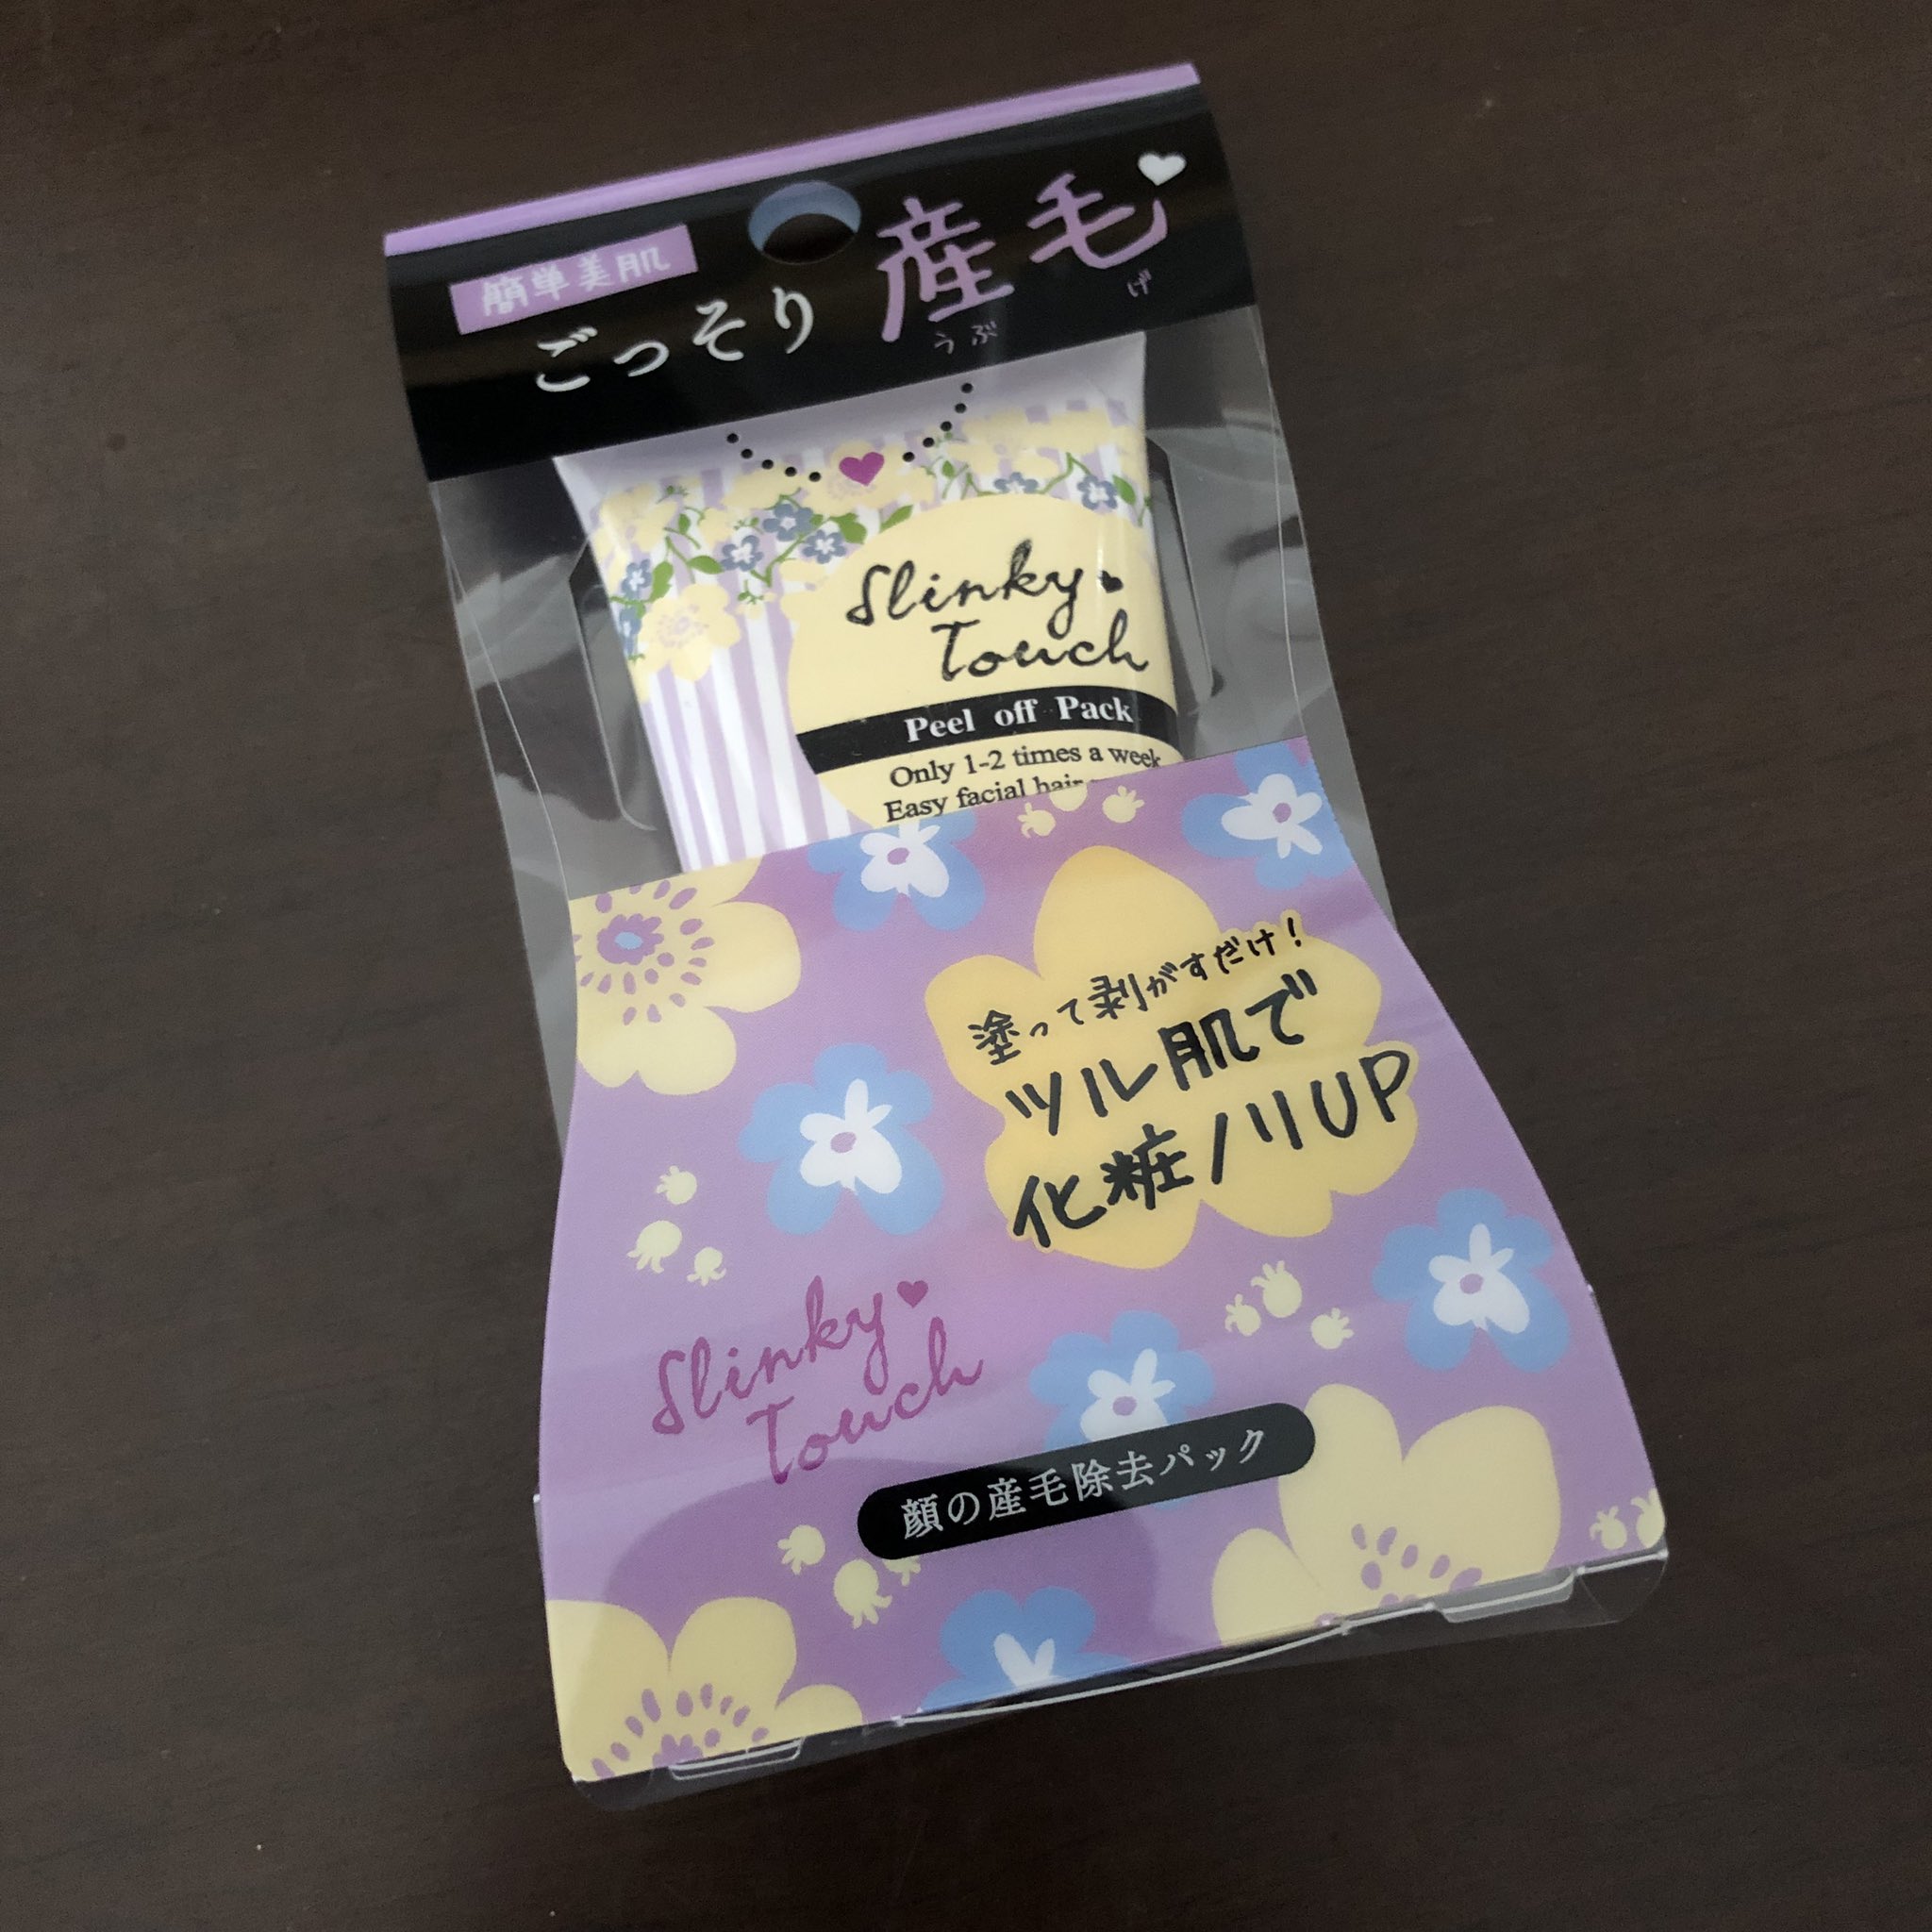 簡単美肌
ごっそり産毛
うぶ げ
Slinky
Touch
Peel off Pack
Only 1-2 times a week
Easy facial hair
塗って剥がすだけ！
ツル肌で
化粧ノリUP
Slinky
Touch
顔の産毛除去パック